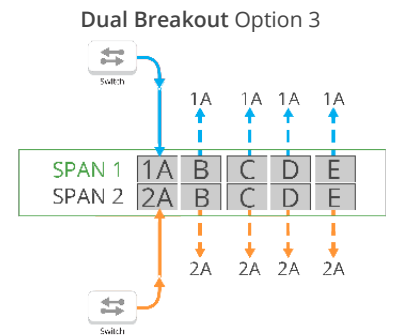 Dual Breakout Option 3
Switch
1A 1A 1A 1A
SPAN 1 1A B C D E
SPAN 2 2A B C D E
2A 2A 2A 2A
Switch